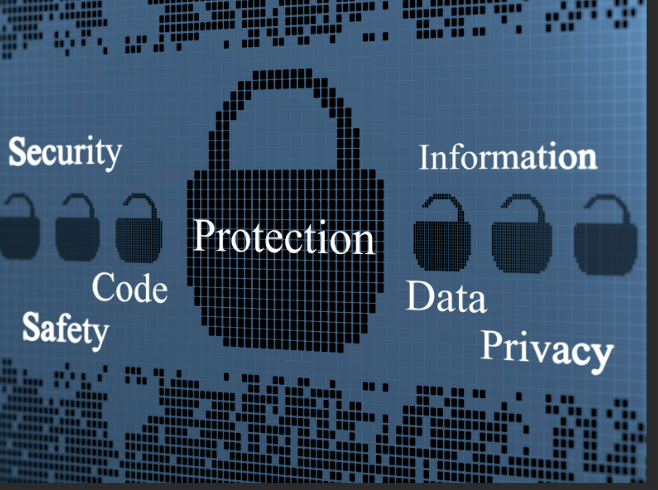 Security
Information
Protection
Code
Data
Safety
Privacy